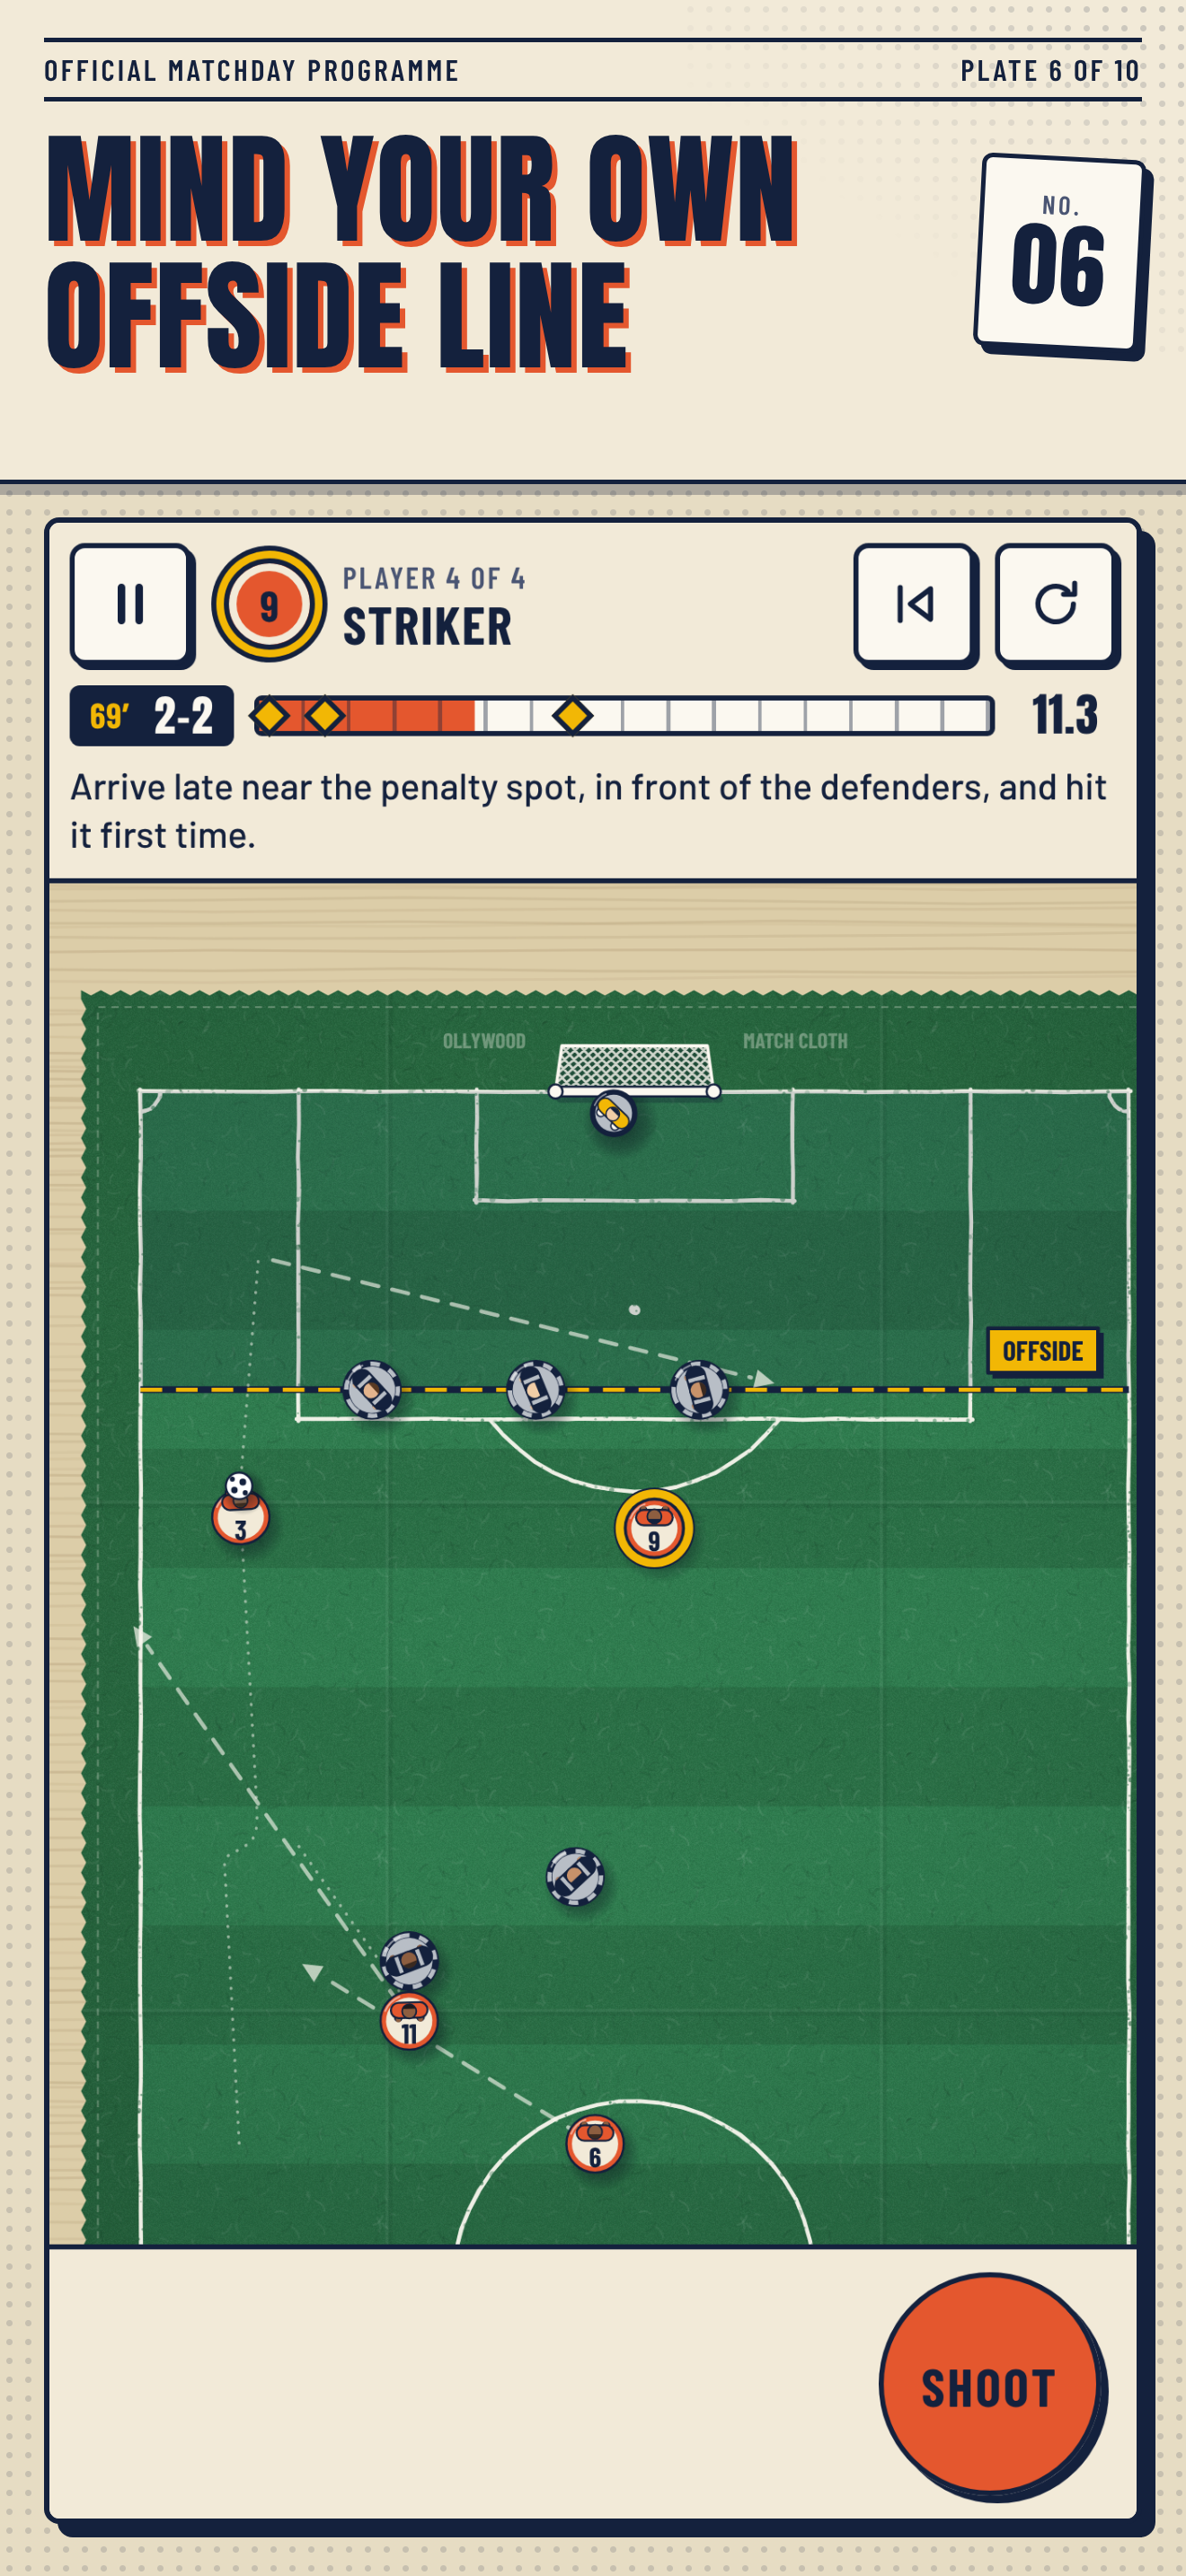 OFFICIAL MATCHDAY PROGRAMME
PLATE 6 OF 10
MIND YOUR OWN
OFFSIDE LINE
NO.
06
9
PLAYER 4 OF 4
STRIKER
69′ 2-2
11.3
Arrive late near the penalty spot, in front of the defenders, and hit
it first time.
OLLYWOOD
MATCH CLOTH
OFFSIDE
3
9
11
6
SHOOT